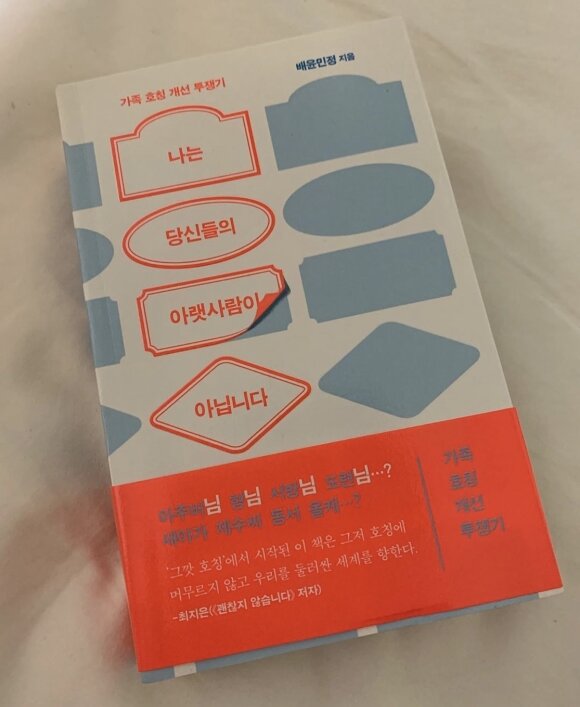 가족 호칭 개선 투쟁기
배윤민정 지음
나는
당신들의
아랫사람이
아닙니다
아주버님 형님 서방님 도련님…?
새아가 제수씨 동서 올케…?
'그깟 호칭'에서 시작된 이 책은 그저 호칭에
머무르지 않고 우리를 둘러싼 세계를 향한다.
-최지은(《괜찮지 않습니다》 저자)
가족
호칭
개선
투쟁기